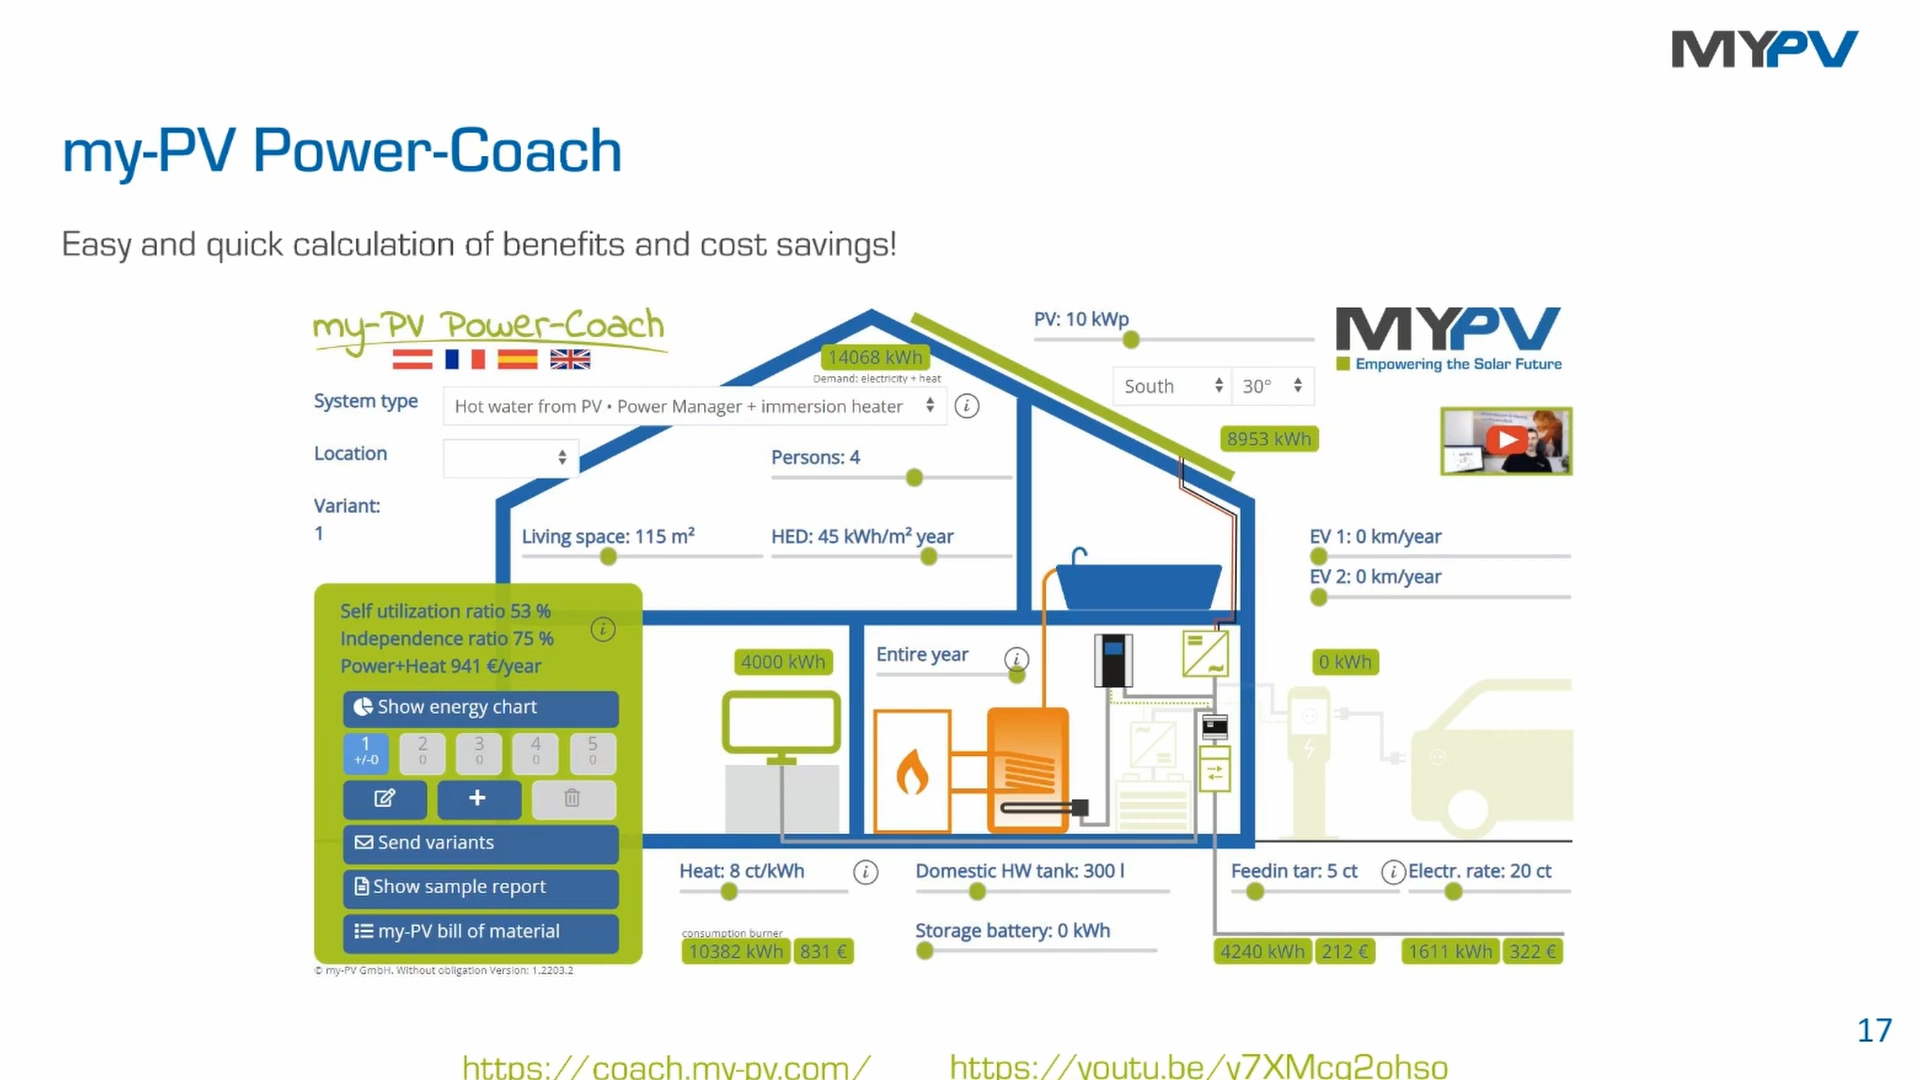 MYPV
my-PV Power-Coach
Easy and quick calculation of benefits and cost savings!
my-PV Power-Coach
PV: 10 kWp
MYPV
Empowering the Solar Future
14068 kWh
Demand: electricity + heat
System type
Hot water from PV • Power Manager + immersion heater
South
30°
8953 kWh
Location
Persons: 4
Variant:
1
Living space: 115 m²
HED: 45 kWh/m² year
EV 1: 0 km/year
EV 2: 0 km/year
Self utilization ratio 53 %
Independence ratio 75 %
Power+Heat 941 €/year
4000 kWh
Entire year
0 kWh
Show energy chart
1 2 3 4 5
+/-0 0 0 0 0
Send variants
Show sample report
my-PV bill of material
Heat: 8 ct/kWh
Domestic HW tank: 300 l
Feedin tar: 5 ct
Electr. rate: 20 ct
consumption burner
10382 kWh 831 €
Storage battery: 0 kWh
4240 kWh 212 €
1611 kWh 322 €
© my-PV GmbH. Without obligation Version: 1.2203.2
17
https://coach.my-pv.com/
https://youtu.be/y7XMcq2ohso